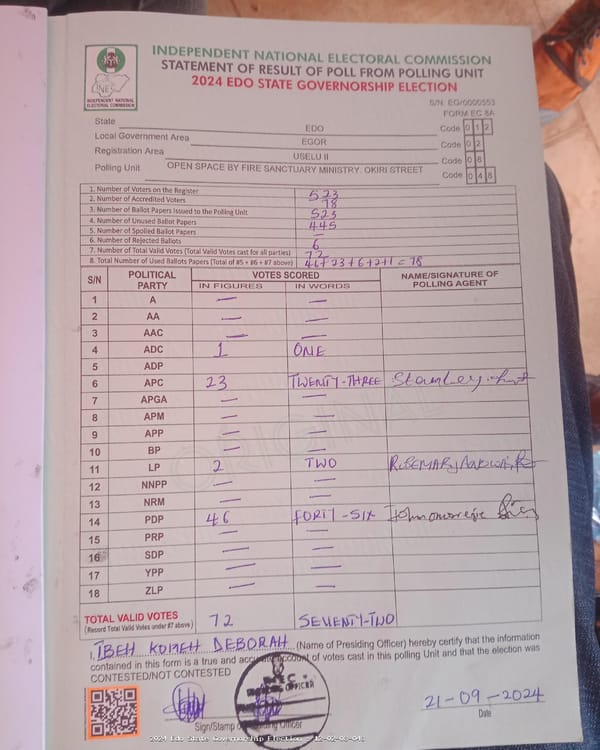 INDEPENDENT NATIONAL ELECTORAL COMMISSION
STATEMENT OF RESULT OF POLL FROM POLLING UNIT
2024 EDO STATE GOVERNORSHIP ELECTION
INDEPENDENT NATIONAL ELECTORAL COMMISSION
S/N: EG/0000553
FORM EC 8A
State EDO Code 0 1 2
Local Government Area EGOR Code 0 2
Registration Area USELU II Code 0 8
Polling Unit OPEN SPACE BY FIRE SANCTUARY MINISTRY. OKIRI STREET Code 0 4 8
1. Number of Voters on the Register 523
2. Number of Accredited Voters 78
3. Number of Ballot Papers Issued to the Polling Unit 523
4. Number of Unused Ballot Papers 445
5. Number of Spoiled Ballot Papers —
6. Number of Rejected Ballots 6
7. Number of Total Valid Votes (Total Valid Votes cast for all parties) 72
8. Total Number of Used Ballots Papers (Total of #5 + #6 + #7 above) 46+23+6+2+1 = 78
S/N POLITICAL PARTY VOTES SCORED NAME/SIGNATURE OF POLLING AGENT
IN FIGURES IN WORDS
1 A — —
2 AA — —
3 AAC — —
4 ADC 1 ONE
5 ADP
6 APC 23 TWENTY-THREE Stanley
7 APGA — —
8 APM — —
9 APP — —
10 BP — —
11 LP 2 TWO ROSEMARY
12 NNPP — —
13 NRM — —
14 PDP 46 FORTY-SIX John
15 PRP — —
16 SDP — —
17 YPP — —
18 ZLP — —
TOTAL VALID VOTES 72 SEVENTY-TWO
(Record Total Valid Votes under #7 above)
I, IBEH KOMEH DEBORAH (Name of Presiding Officer) hereby certify that the information
contained in this form is a true and accurate account of votes cast in this polling Unit and that the election was
CONTESTED/NOT CONTESTED
21-09-2024
Sign/Stamp of Presiding Officer Date
2024 Edo State Governorship Election